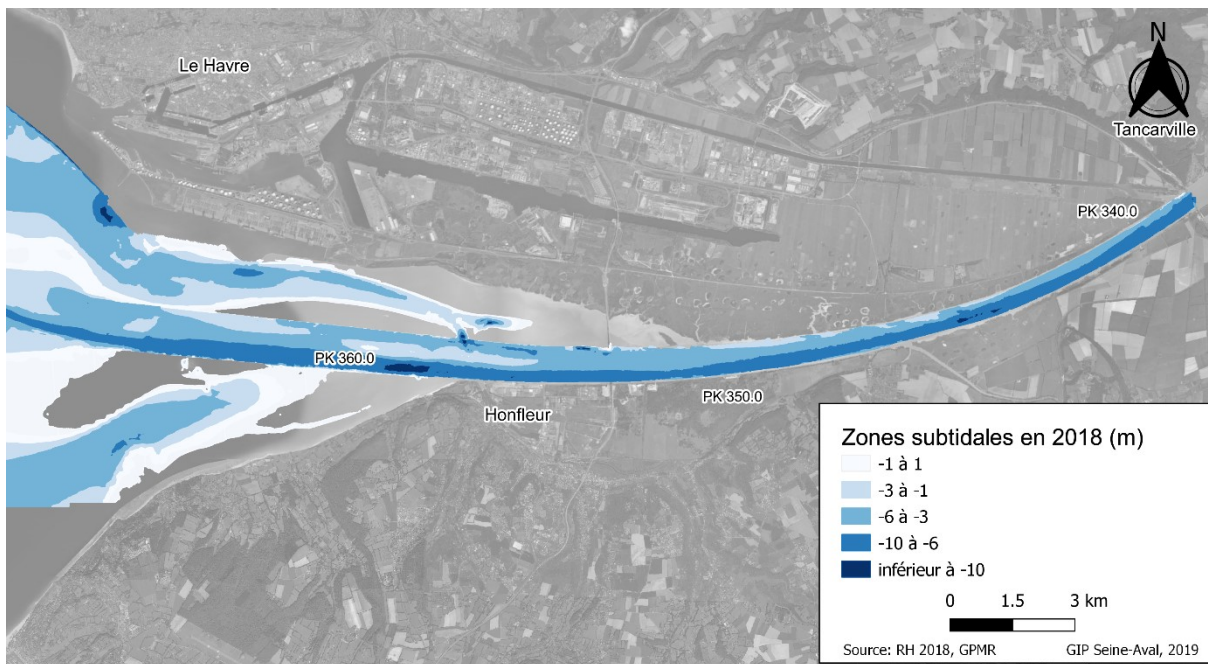 N
Le Havre
Tancarville
PK 340.0
PK 360.0
PK 350.0
Honfleur
Zones subtidales en 2018 (m)
-1 à 1
-3 à -1
-6 à -3
-10 à -6
inférieur à -10
0 1.5 3 km
Source: RH 2018, GPMR GIP Seine-Aval, 2019